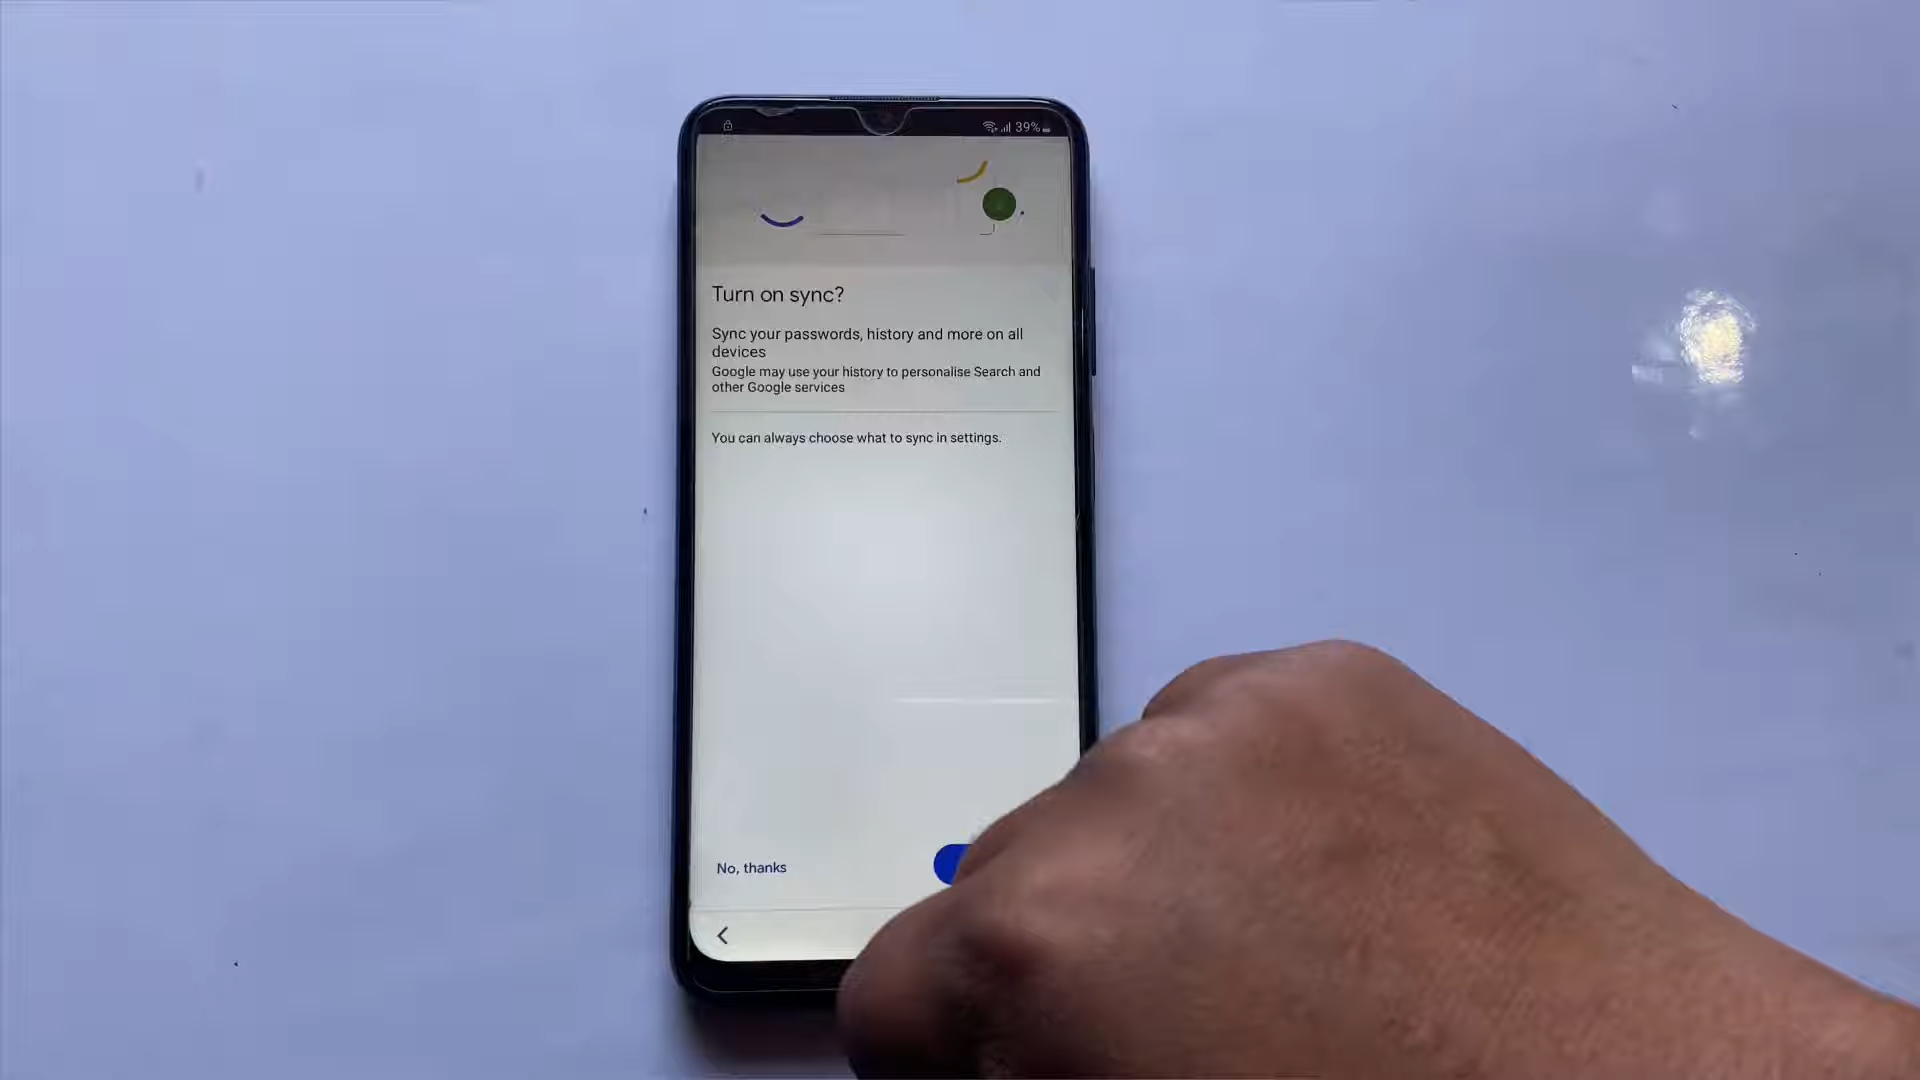 39%
Turn on sync?
Sync your passwords, history and more on all
devices
Google may use your history to personalise Search and
other Google services
You can always choose what to sync in settings.
No, thanks